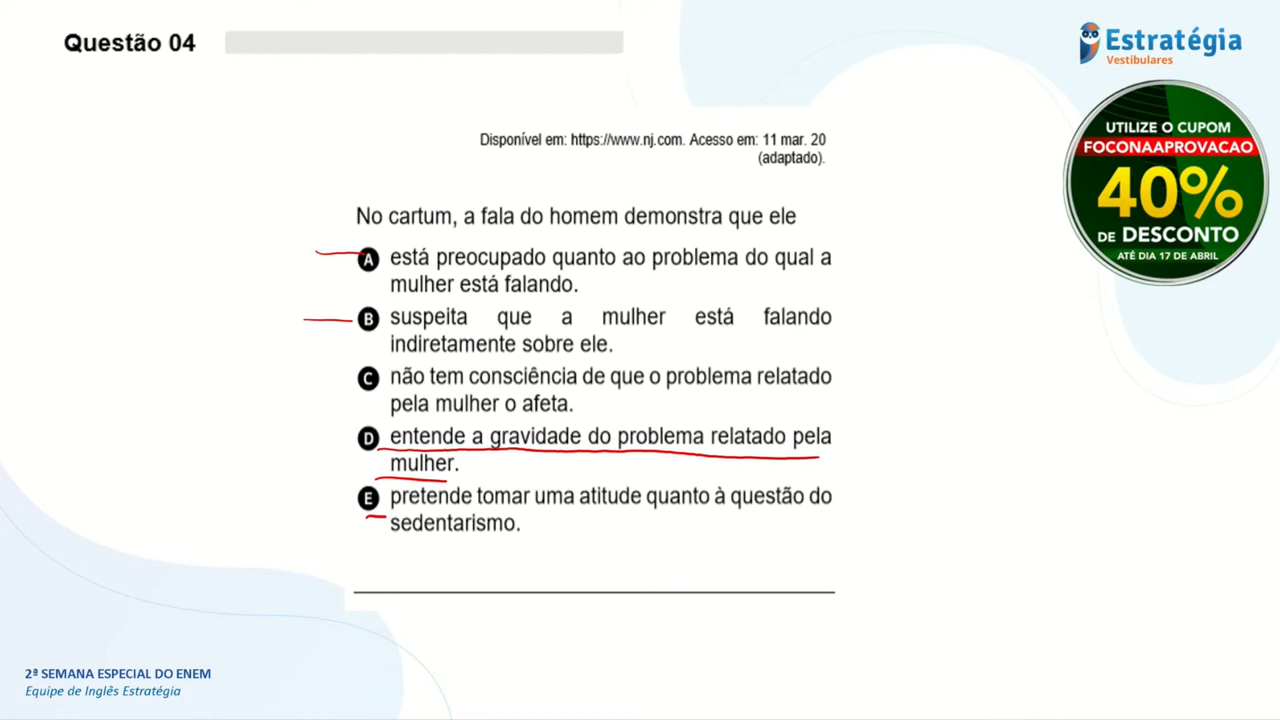 Questão 04
Estratégia
Vestibulares
UTILIZE O CUPOM
FOCONAAPROVACAO
40%
DE DESCONTO
ATÉ DIA 17 DE ABRIL
Disponível em: https://www.nj.com. Acesso em: 11 mar. 20
(adaptado).
No cartum, a fala do homem demonstra que ele
A está preocupado quanto ao problema do qual a
mulher está falando.
B suspeita que a mulher está falando
indiretamente sobre ele.
C não tem consciência de que o problema relatado
pela mulher o afeta.
D entende a gravidade do problema relatado pela
mulher.
E pretende tomar uma atitude quanto à questão do
sedentarismo.
2ª SEMANA ESPECIAL DO ENEM
Equipe de Inglês Estratégia